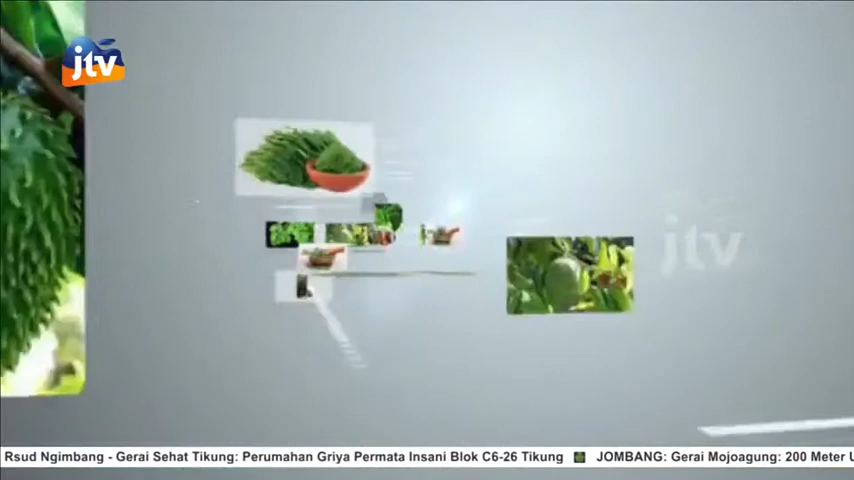 jtv
jtv
Rsud Ngimbang - Gerai Sehat Tikung: Perumahan Griya Permata Insani Blok C6-26 Tikung JOMBANG: Gerai Mojoagung: 200 Meter